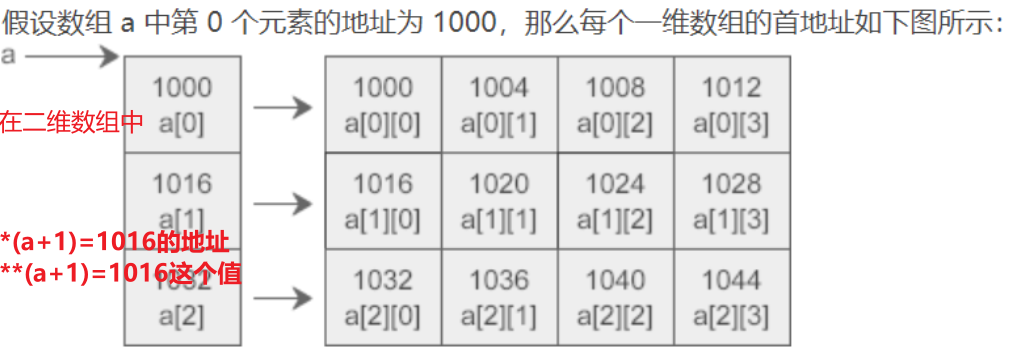 假设数组 a 中第 0 个元素的地址为 1000，那么每个一维数组的首地址如下图所示：
a
1000 1000 1004 1008 1012
在二维数组中 a[0] a[0][0] a[0][1] a[0][2] a[0][3]
1016 1016 1020 1024 1028
a[1] a[1][0] a[1][1] a[1][2] a[1][3]
*(a+1)=1016的地址
**(a+1)=1016这个值
1032 1032 1036 1040 1044
a[2] a[2][0] a[2][1] a[2][2] a[2][3]